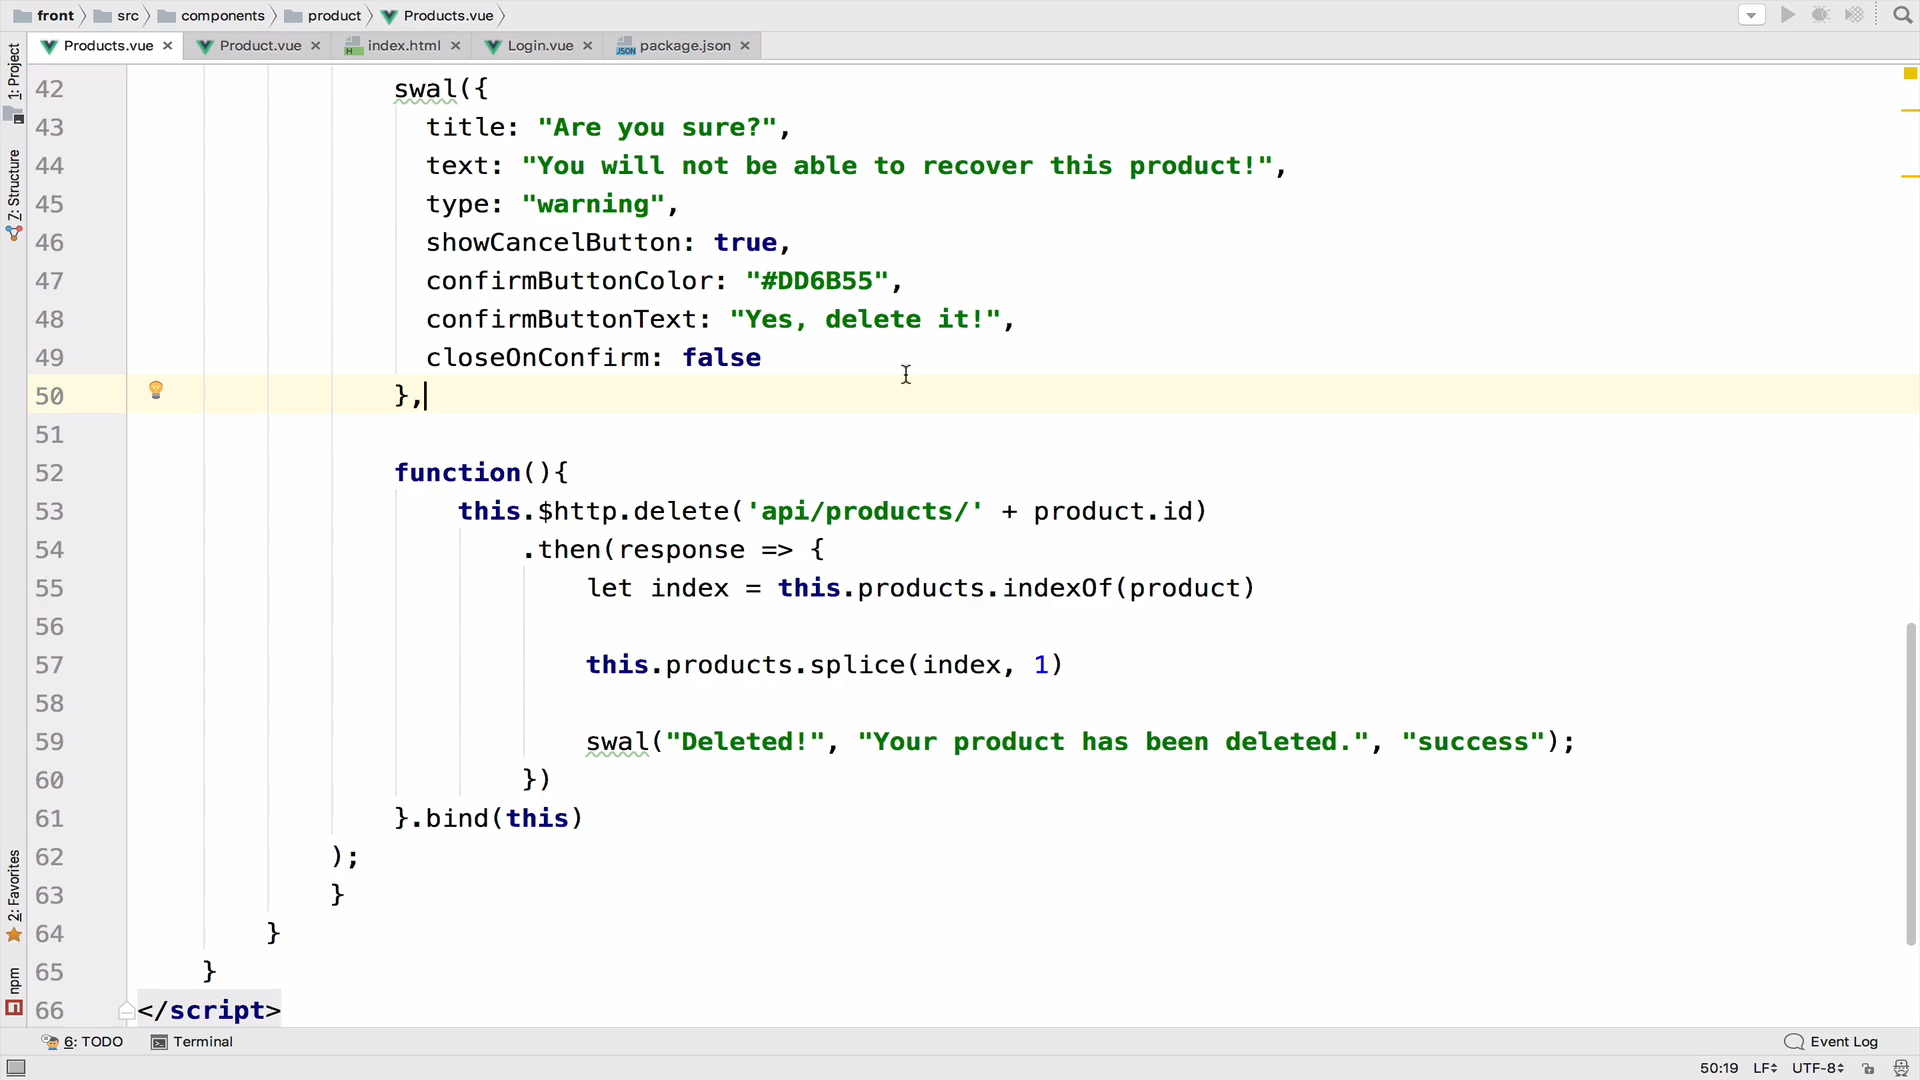 front src components product Products.vue
Products.vue Product.vue index.html Login.vue package.json
1: Project
7: Structure
2: Favorites
npm
42 swal({
43 title: "Are you sure?",
44 text: "You will not be able to recover this product!",
45 type: "warning",
46 showCancelButton: true,
47 confirmButtonColor: "#DD6B55",
48 confirmButtonText: "Yes, delete it!",
49 closeOnConfirm: false
50 },
51
52 function(){
53 this.$http.delete('api/products/' + product.id)
54 .then(response => {
55 let index = this.products.indexOf(product)
56
57 this.products.splice(index, 1)
58
59 swal("Deleted!", "Your product has been deleted.", "success");
60 })
61 }.bind(this)
62 );
63 }
64 }
65 }
66 </script>
6: TODO Terminal Event Log
50:19 LF UTF-8